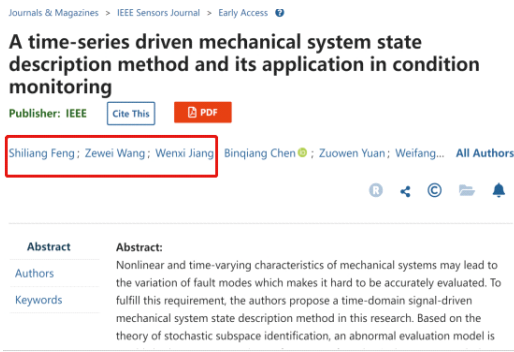 Journals & Magazines > IEEE Sensors Journal > Early Access ?
A time-series driven mechanical system state
description method and its application in condition
monitoring
Publisher: IEEE Cite This PDF
Shiliang Feng ; Zewei Wang ; Wenxi Jiang Binqiang Chen iD ; Zuowen Yuan ; Weifang... All Authors
R ©
Abstract
Authors
Keywords
Abstract:
Nonlinear and time-varying characteristics of mechanical systems may lead to
the variation of fault modes which makes it hard to be accurately evaluated. To
fulfill this requirement, the authors propose a time-domain signal-driven
mechanical system state description method in this research. Based on the
theory of stochastic subspace identification, an abnormal evaluation model is